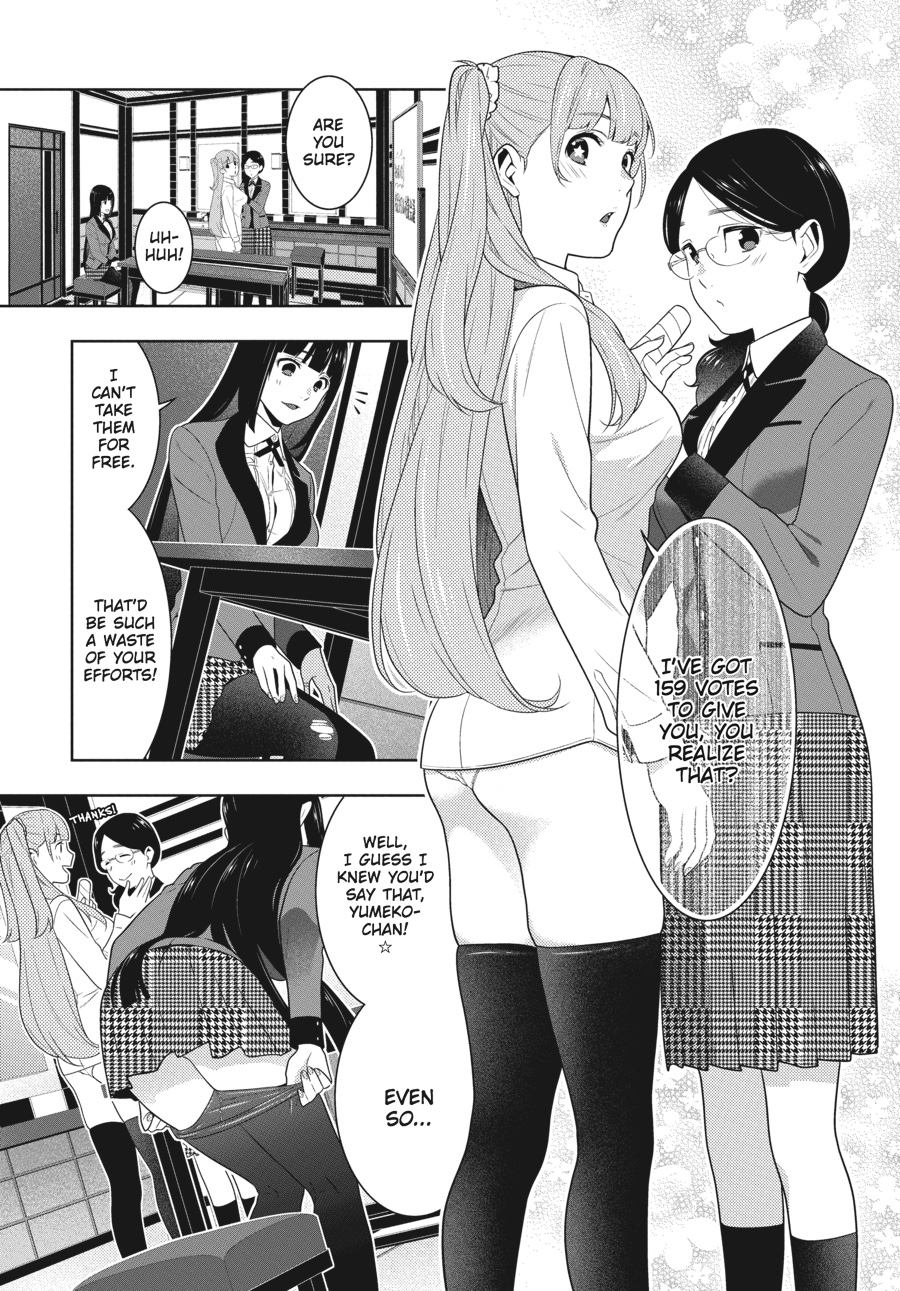 I'VE GOT
159 VOTES
TO GIVE
YOU, YOU
REALIZE
THAT?
ARE
YOU
SURE?
UH-
HUH!
I
CAN'T
TAKE
THEM
FOR
FREE.
THAT'D
BE SUCH
A WASTE
OF YOUR
EFFORTS!
WELL,
I GUESS I
KNEW YOU'D
SAY THAT,
YUMEKO-
CHAN!
☆
THANKS!
EVEN
SO...